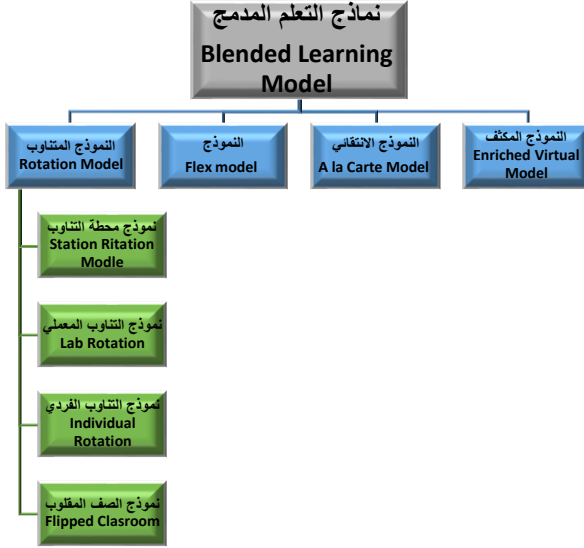 نماذج التعلم المدمج
Blended Learning
Model
النموذج المتناوب
Rotation Model
النموذج
Flex model
النموذج الانتقائي
A la Carte Model
النموذج المكثف
Enriched Virtual
Model
نموذج محطة التناوب
Station Ritation
Modle
نموذج التناوب المعملي
Lab Rotation
نموذج التناوب الفردي
Individual
Rotation
نموذج الصف المقلوب
Flipped Clasroom